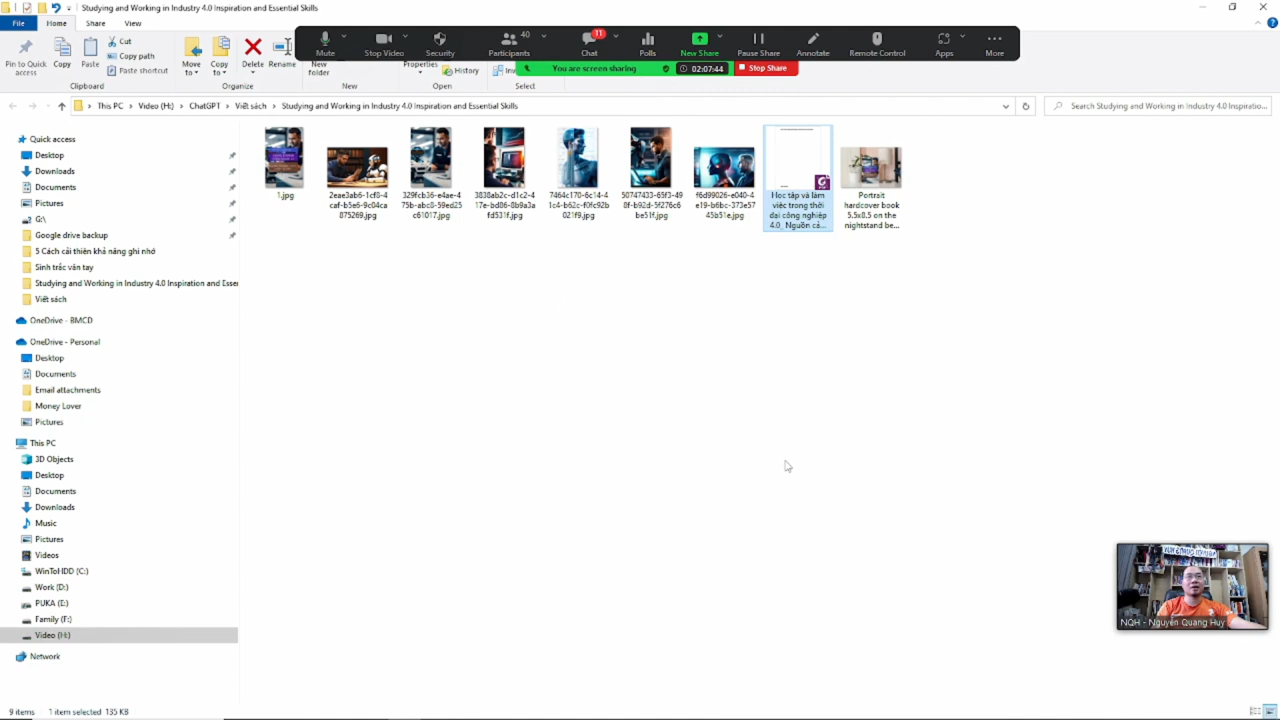 Studying and Working in Industry 4.0 Inspiration and Essential Skills
File
Home
Share
View
Pin to Quick access
Copy
Paste
Cut
Copy path
Paste shortcut
Clipboard
Move to
Copy to
Delete
Rename
Organize
New folder
New
Properties
History
Open
Select
Mute
Stop Video
Security
40
Participants
11
Chat
Polls
New Share
Pause Share
Annotate
Remote Control
Apps
More
You are screen sharing
02:07:44
Stop Share
This PC > Video (H:) > ChatGPT > Viết sách > Studying and Working in Industry 4.0 Inspiration and Essential Skills
Search Studying and Working in Industry 4.0 Inspiratio...
Quick access
Desktop
Downloads
Documents
Pictures
G:\
Google drive backup
5 Cách cải thiện khả năng ghi nhớ
Sinh trắc vân tay
Studying and Working in Industry 4.0 Inspiration and Esse
Viết sách
OneDrive - BMCD
OneDrive - Personal
Desktop
Documents
Email attachments
Money Lover
Pictures
This PC
3D Objects
Desktop
Documents
Downloads
Music
Pictures
Videos
WinToHDD (C:)
Work (D:)
PUKA (E:)
Family (F:)
Video (H:)
Network
1.jpg
2eae3ab6-1cf8-4
caf-b5e6-9c04ca
875269.jpg
329fcb36-e4ae-4
75b-abc8-59ed25
c61017.jpg
3838ab2c-d1c2-4
17e-bd86-8b9a3a
fd531f.jpg
7464c170-6c14-4
1c4-b62c-f0fc92b
021f9.jpg
50747433-65f3-49
8f-b92d-5f276c6
be51f.jpg
f6d99026-e040-4
e19-b6bc-373e57
45b51e.jpg
Học tập và làm
việc trong thời
đại công nghiệp
4.0_ Nguồn cả...
Portrait
hardcover book
5.5x8.5 on the
nightstand be...
NQH - Nguyễn Quang Huy
9 items
1 item selected 135 KB